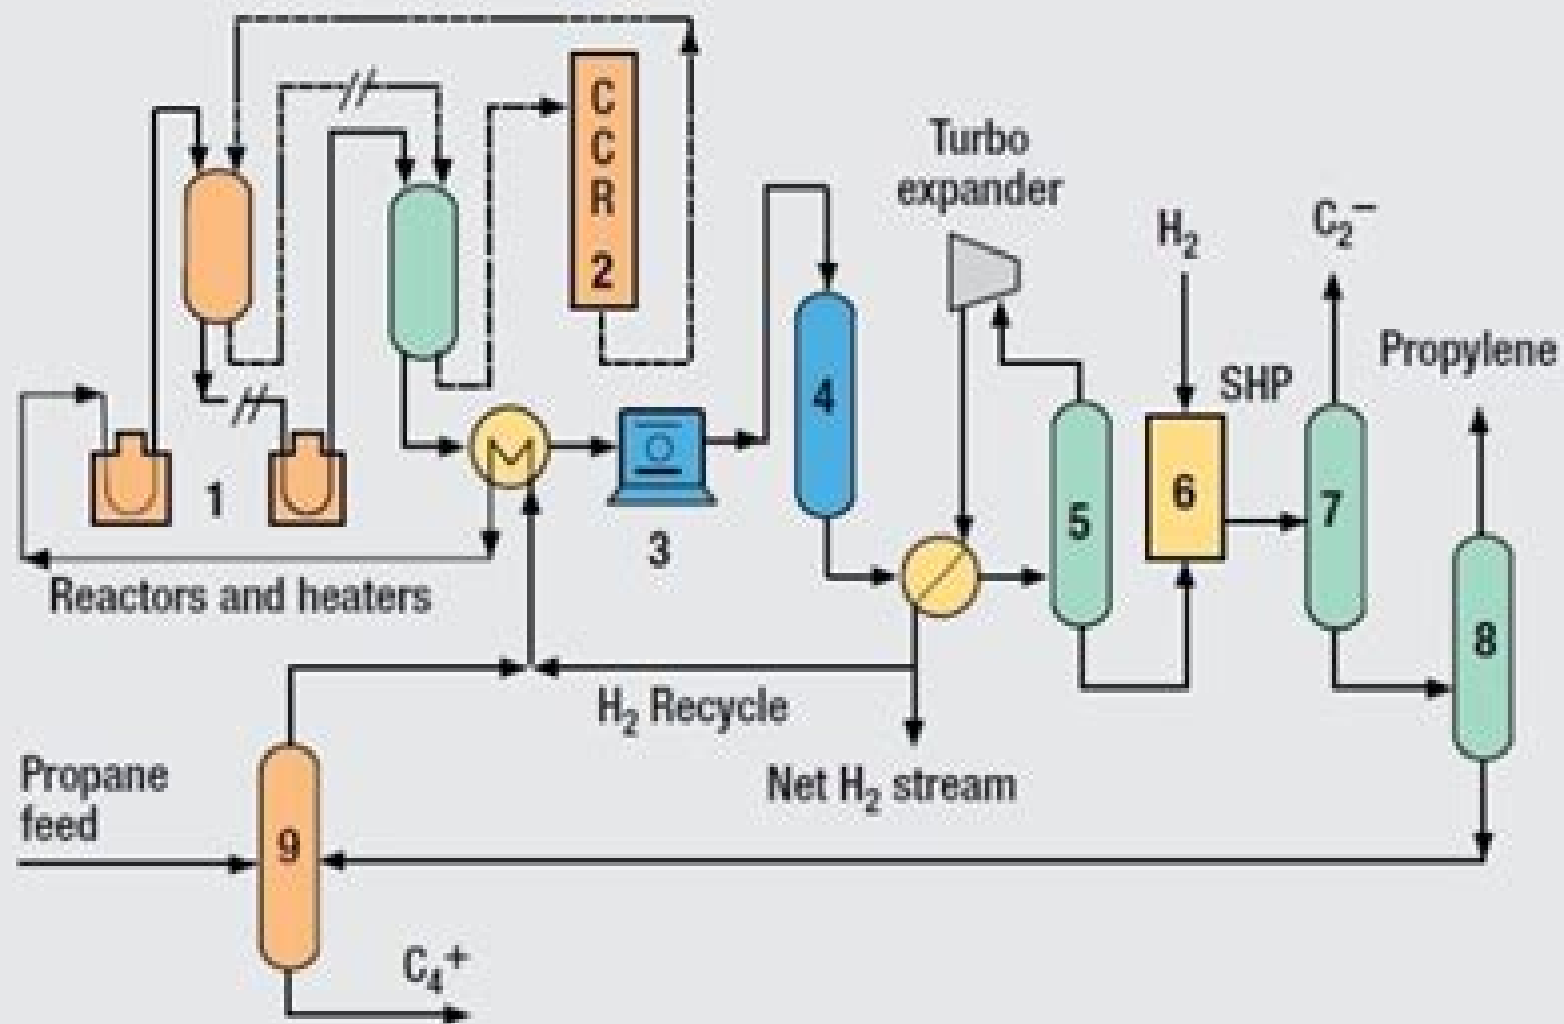 C
C
R
2
Turbo
expander
H₂
C₂⁻
SHP
Propylene
4
1
3
5
6
7
8
Reactors and heaters
H₂ Recycle
Net H₂ stream
Propane
feed
9
C₄⁺